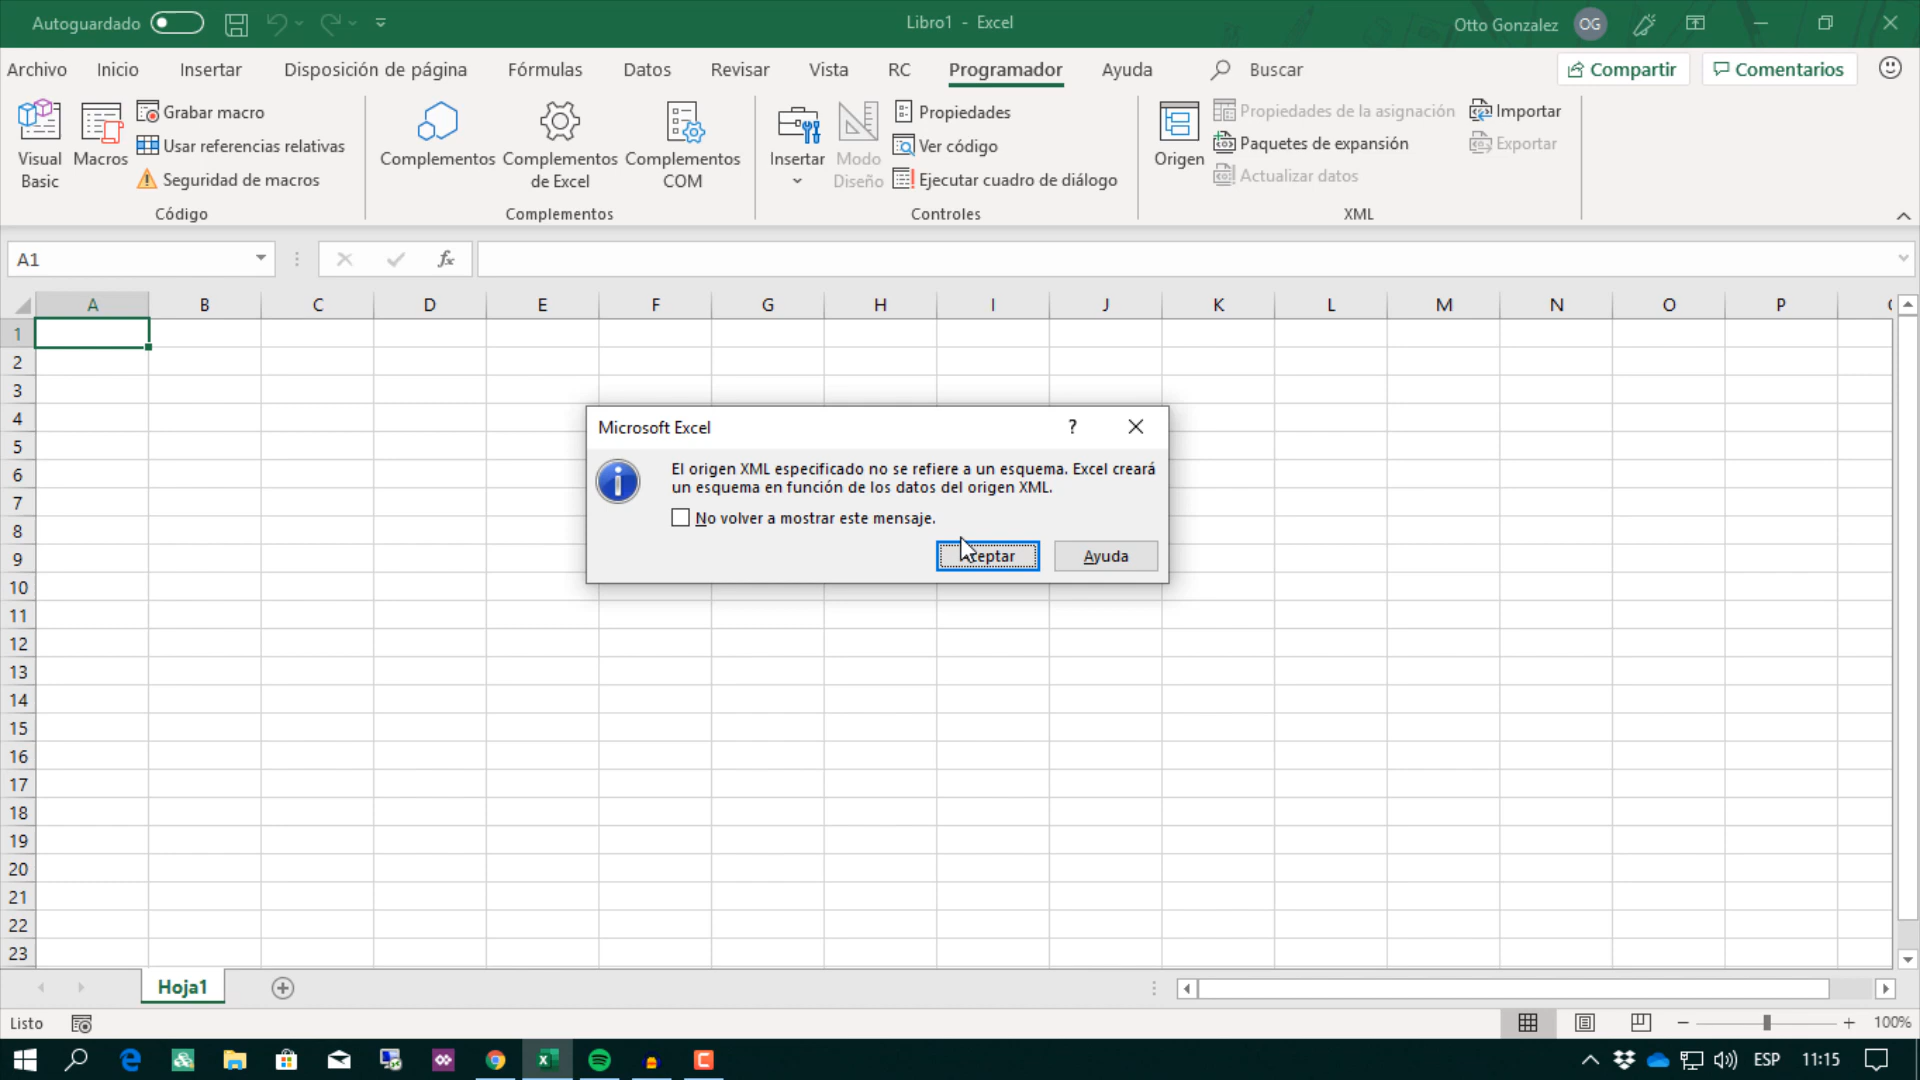 Autoguardado
Libro1 - Excel
Otto Gonzalez OG
Archivo Inicio Insertar Disposición de página Fórmulas Datos Revisar Vista RC Programador Ayuda Buscar Compartir Comentarios
Visual Basic
Macros
Grabar macro
Usar referencias relativas
Seguridad de macros
Código
Complementos
Complementos de Excel
Complementos COM
Complementos
Insertar
Modo Diseño
Propiedades
Ver código
Ejecutar cuadro de diálogo
Controles
Origen
Propiedades de la asignación
Paquetes de expansión
Actualizar datos
Importar
Exportar
XML
A1
fx
A B C D E F G H I J K L M N O P
1
2
3
4
5
6
7
8
9
10
11
12
13
14
15
16
17
18
19
20
21
22
23
Microsoft Excel ?
El origen XML especificado no se refiere a un esquema. Excel creará
un esquema en función de los datos del origen XML.
No volver a mostrar este mensaje.
Ayuda
Hoja1
Listo
100%
ESP 11:15